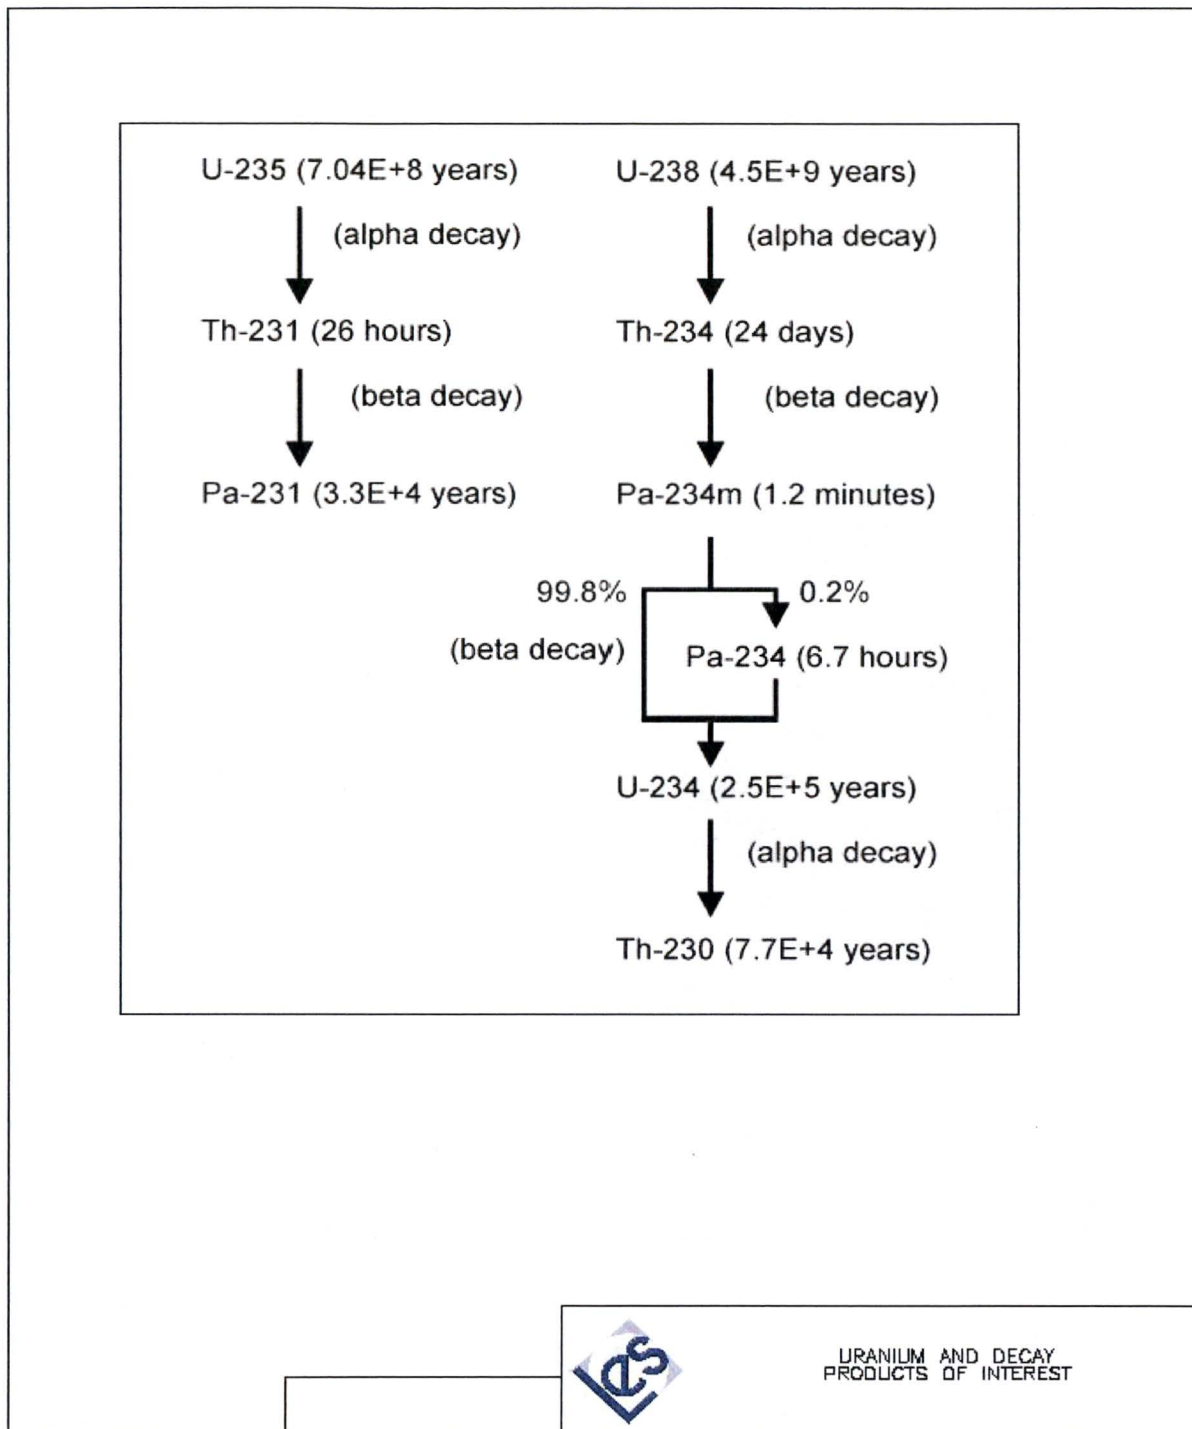 U-235 (7.04E+8 years)
(alpha decay)
Th-231 (26 hours)
(beta decay)
Pa-231 (3.3E+4 years)
U-238 (4.5E+9 years)
(alpha decay)
Th-234 (24 days)
(beta decay)
Pa-234m (1.2 minutes)
99.8%
(beta decay)
0.2%
Pa-234 (6.7 hours)
U-234 (2.5E+5 years)
(alpha decay)
Th-230 (7.7E+4 years)
Les
URANIUM AND DECAY
PRODUCTS OF INTEREST